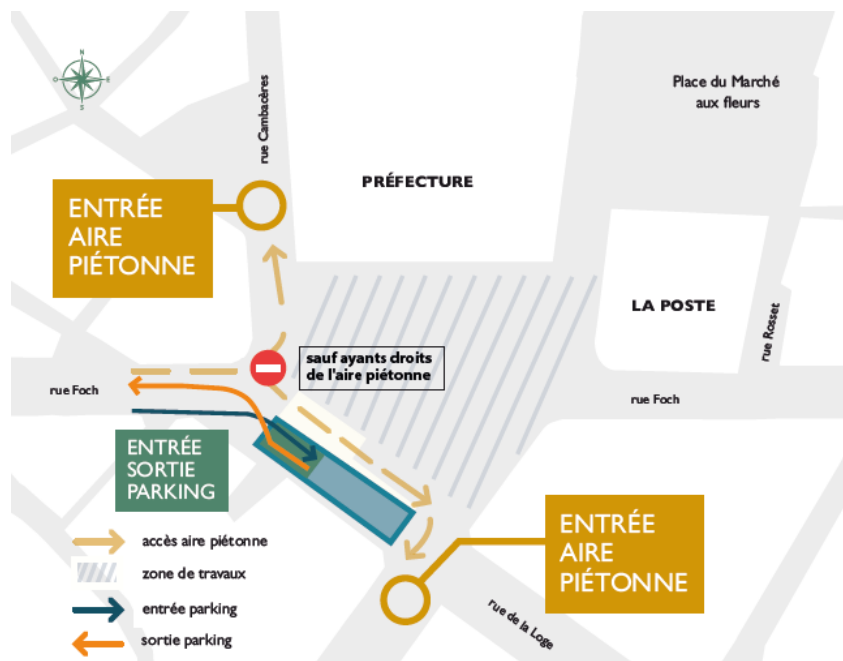 N
O
E
S
rue Cambacères
Place du Marché
aux fleurs
PRÉFECTURE
ENTRÉE
AIRE
PIÉTONNE
LA POSTE
rue Rosset
sauf ayants droits
de l'aire piétonne
rue Foch
rue Foch
ENTRÉE
SORTIE
PARKING
ENTRÉE
AIRE
PIÉTONNE
accès aire piétonne
zone de travaux
entrée parking
sortie parking
rue de la Loge